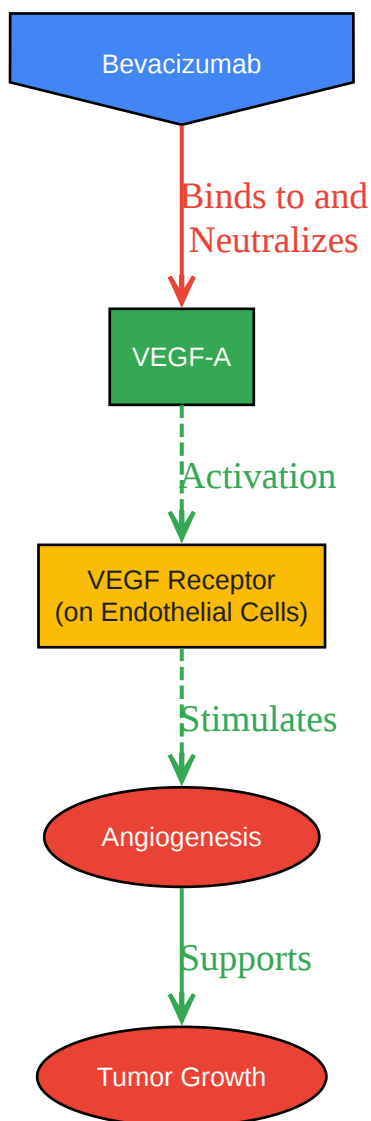 Bevacizumab
Binds to and
Neutralizes
VEGF-A
Activation
VEGF Receptor
(on Endothelial Cells)
Stimulates
Angiogenesis
Supports
Tumor Growth